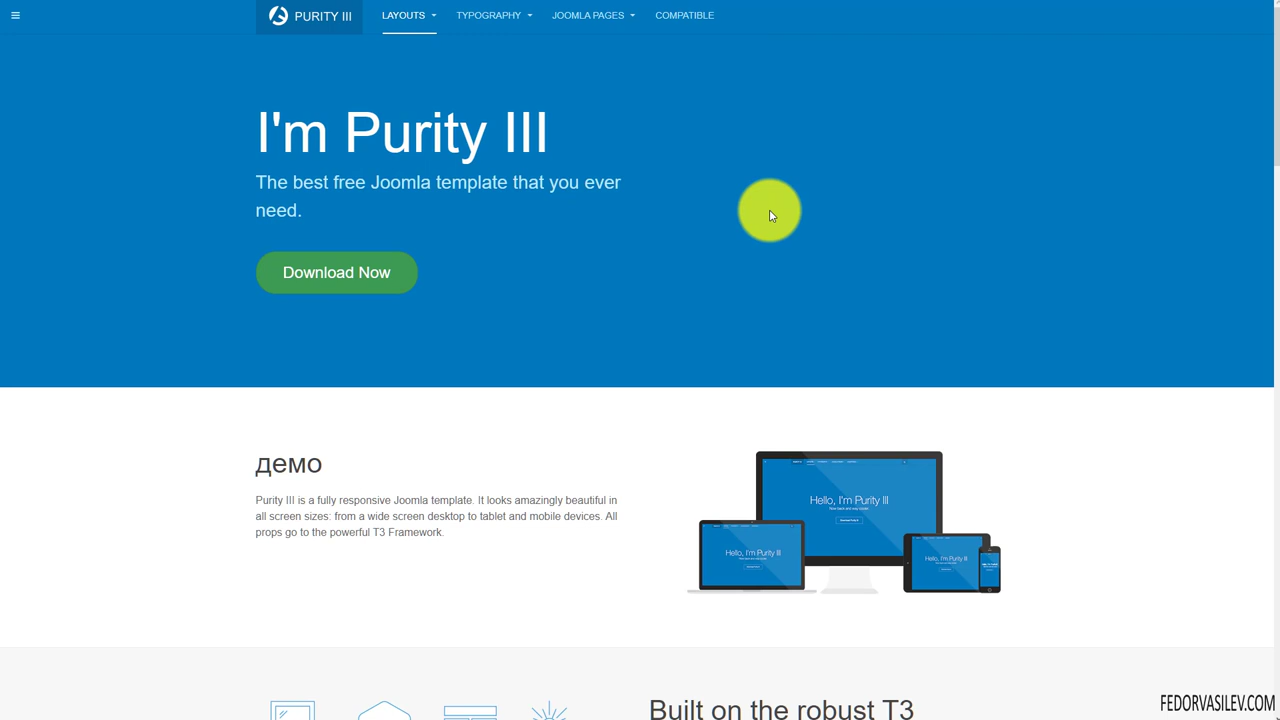 PURITY III
LAYOUTS
TYPOGRAPHY
JOOMLA PAGES
COMPATIBLE
I'm Purity III
The best free Joomla template that you ever
need.
Download Now
демо
Purity III is a fully responsive Joomla template. It looks amazingly beautiful in
all screen sizes: from a wide screen desktop to tablet and mobile devices. All
props go to the powerful T3 Framework.
Hello, I'm Purity III
Hello, I'm Purity III
Hello, I'm Purity III
Built on the robust T3
FEDORVASILEV.COM